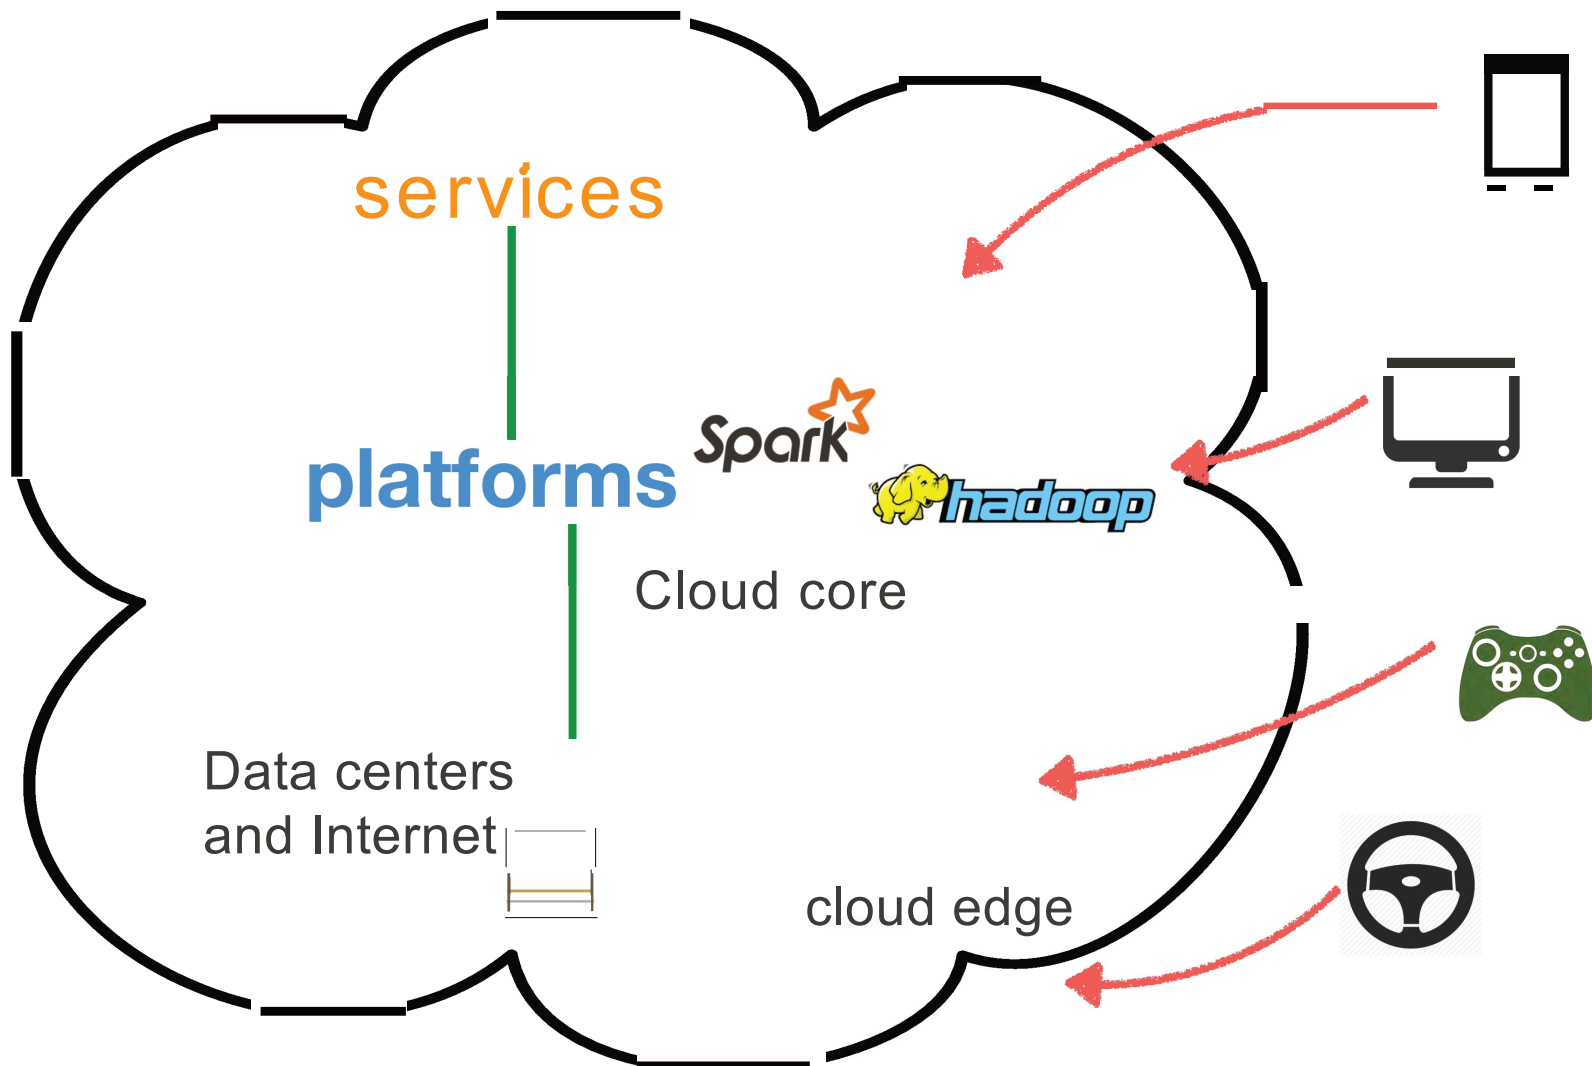 services
Spark
platforms
hadoop
Cloud core
Data centers
and Internet
cloud edge